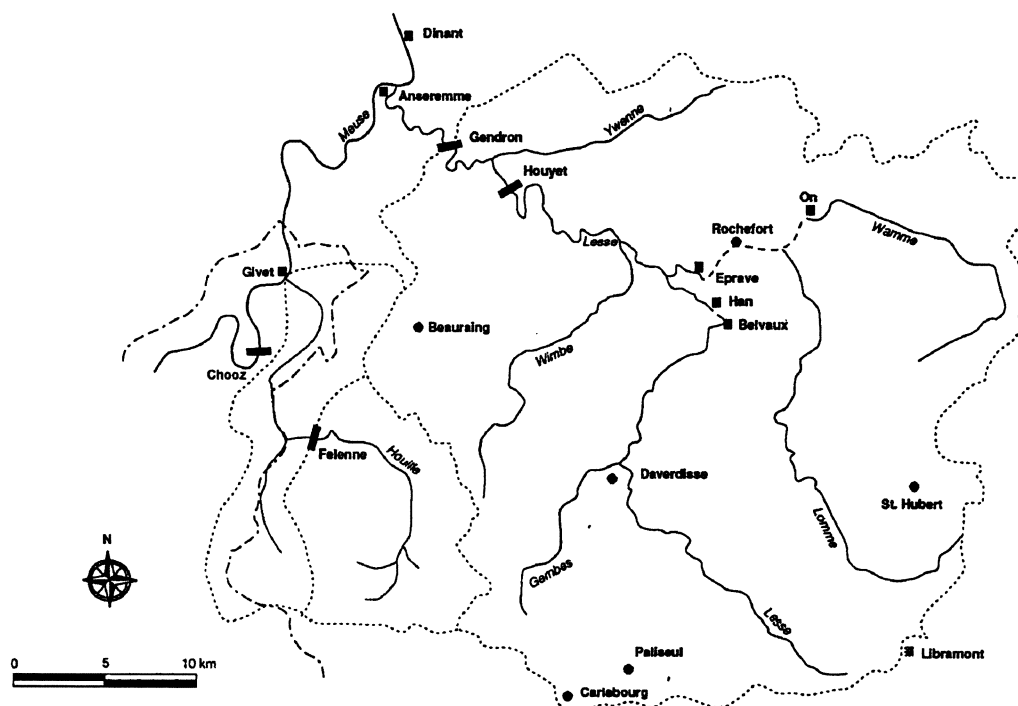 Dinant
Anseremme
Meuse
Gendron
Ywenne
Houyet
On
Rochefort
Wamme
Lesse
Eprave
Givet
Han
Beauraing
Belvaux
Wimbe
Chooz
Felenne
Houille
Daverdisse
St. Hubert
Lomme
N
Gembes
Lesse
Libramont
0 5 10 km
Paliseul
Carlsbourg